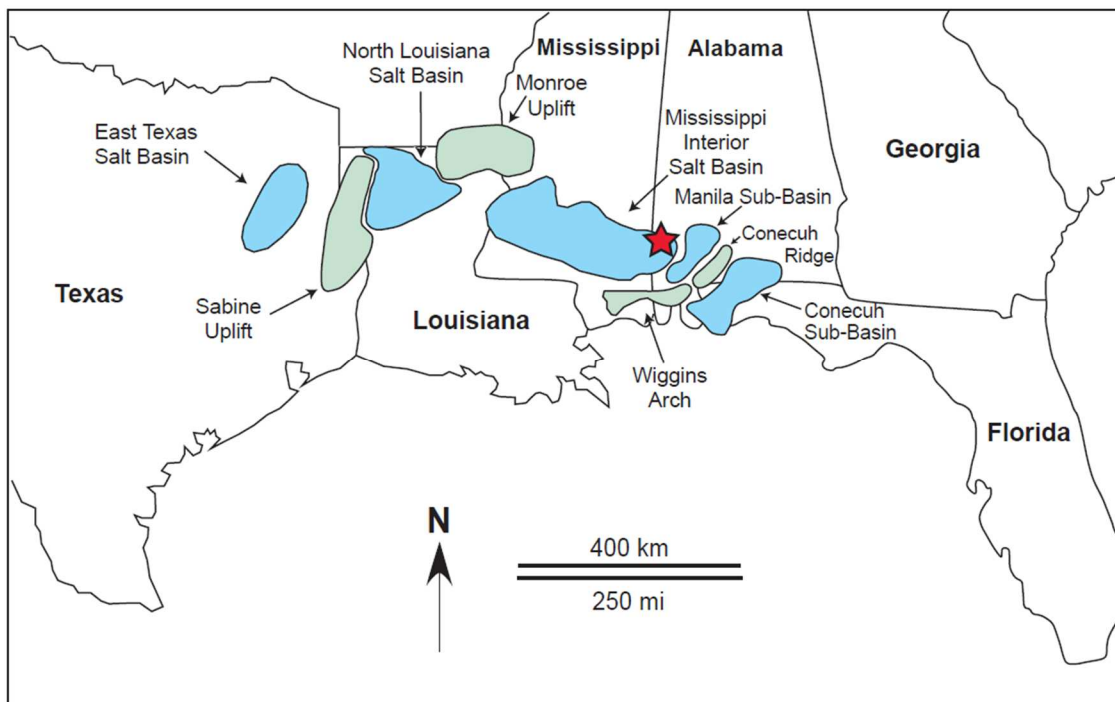 Mississippi
Alabama
North Louisiana
Salt Basin
Monroe
Uplift
East Texas
Salt Basin
Mississippi
Interior
Salt Basin
Georgia
Manila Sub-Basin
Conecuh
Ridge
Texas
Sabine
Uplift
Louisiana
Conecuh
Sub-Basin
Wiggins
Arch
Florida
N
400 km
250 mi